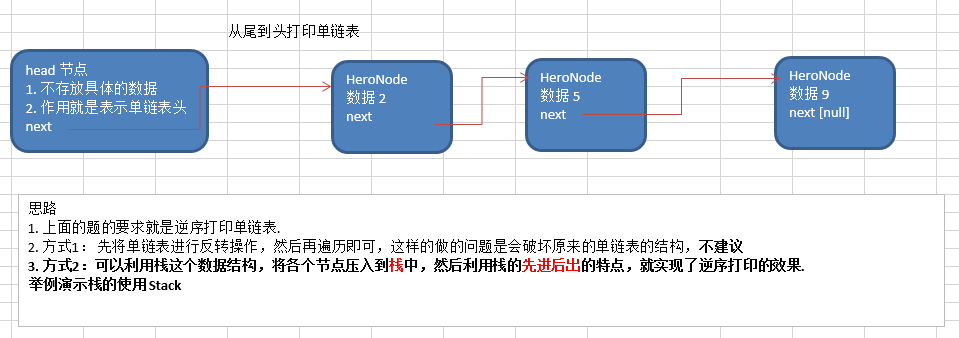 从尾到头打印单链表
head 节点
1. 不存放具体的数据
2. 作用就是表示单链表头
next
HeroNode
数据 2
next
HeroNode
数据 5
next
HeroNode
数据 9
next [null]
思路
1. 上面的题的要求就是逆序打印单链表.
2. 方式1： 先将单链表进行反转操作，然后再遍历即可，这样的做的问题是会破坏原来的单链表的结构，不建议
3. 方式2：可以利用栈这个数据结构，将各个节点压入到栈中，然后利用栈的先进后出的特点，就实现了逆序打印的效果.
举例演示栈的使用 Stack